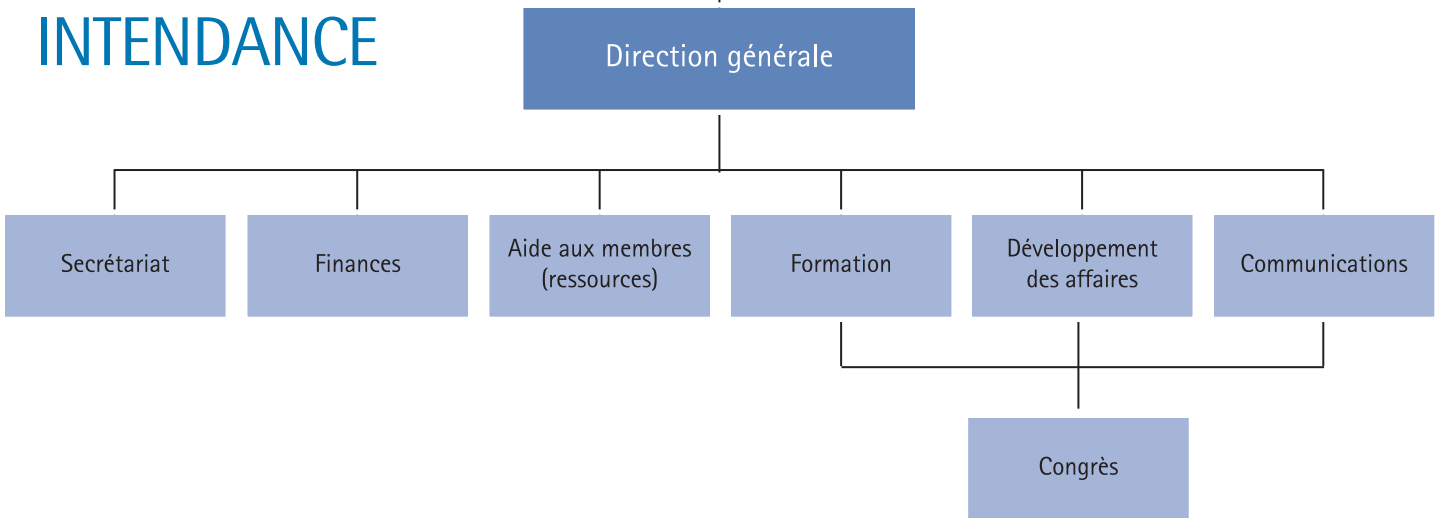 INTENDANCE
Direction générale
Secrétariat
Finances
Aide aux membres
(ressources)
Formation
Développement
des affaires
Communications
Congrès